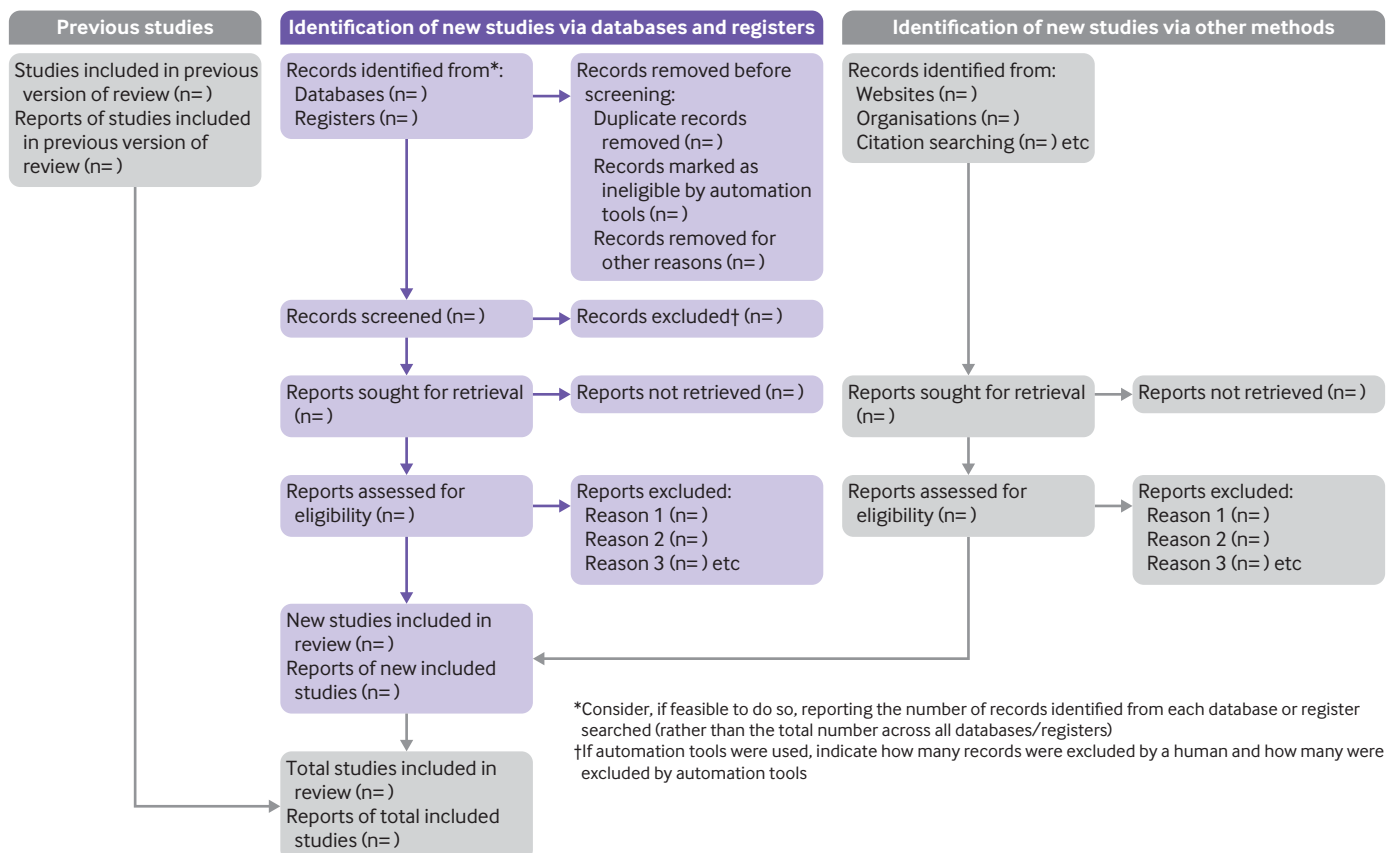 Previous studies
Studies included in previous
version of review (n= )
Reports of studies included
in previous version of
review (n= )
Identification of new studies via databases and registers
Records identified from*:
Databases (n= )
Registers (n= )
Records removed before
screening:
Duplicate records
removed (n= )
Records marked as
ineligible by automation
tools (n= )
Records removed for
other reasons (n= )
Records screened (n= )
Records excluded† (n= )
Reports sought for retrieval
(n= )
Reports not retrieved (n= )
Reports assessed for
eligibility (n= )
Reports excluded:
Reason 1 (n= )
Reason 2 (n= )
Reason 3 (n= ) etc
New studies included in
review (n= )
Reports of new included
studies (n= )
Identification of new studies via other methods
Records identified from:
Websites (n= )
Organisations (n= )
Citation searching (n= ) etc
Reports sought for retrieval
(n= )
Reports not retrieved (n= )
Reports assessed for
eligibility (n= )
Reports excluded:
Reason 1 (n= )
Reason 2 (n= )
Reason 3 (n= ) etc
Total studies included in
review (n= )
Reports of total included
studies (n= )
*Consider, if feasible to do so, reporting the number of records identified from each database or register
searched (rather than the total number across all databases/registers)
†If automation tools were used, indicate how many records were excluded by a human and how many were
excluded by automation tools